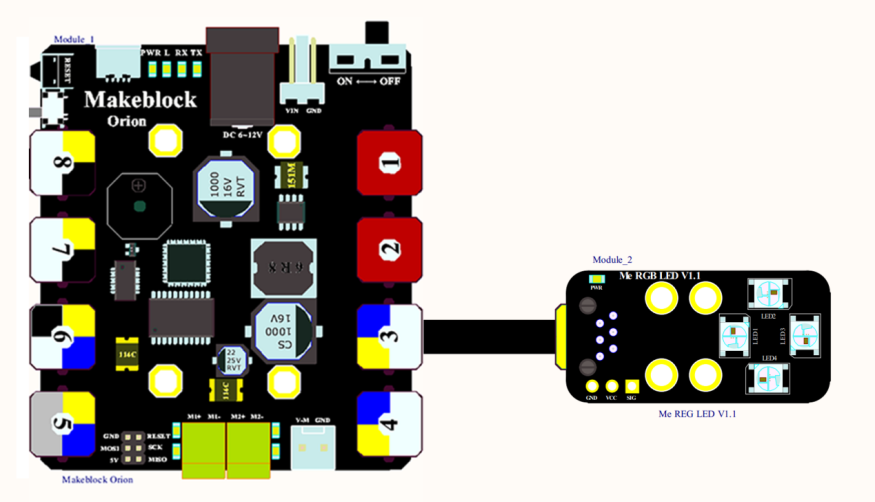 Module_1
PWR L RX TX
RESET
Makeblock
Orion
DC 6~12V
VIN GND
ON ←→ OFF
8
1
1000
16V
RVT
151M
7
2
6R8
6
3
CS
1000
16V
116C
22
25V
RVT
116C
5
4
M1+ M1- M2+ M2-
V-M GND
GND RESET
MOSI SCK
5V MISO
Makeblock Orion
Module_2
Me RGB LED V1.1
PWR
LED2
LED1
LED3
LED4
GND VCC SIG
Me REG LED V1.1